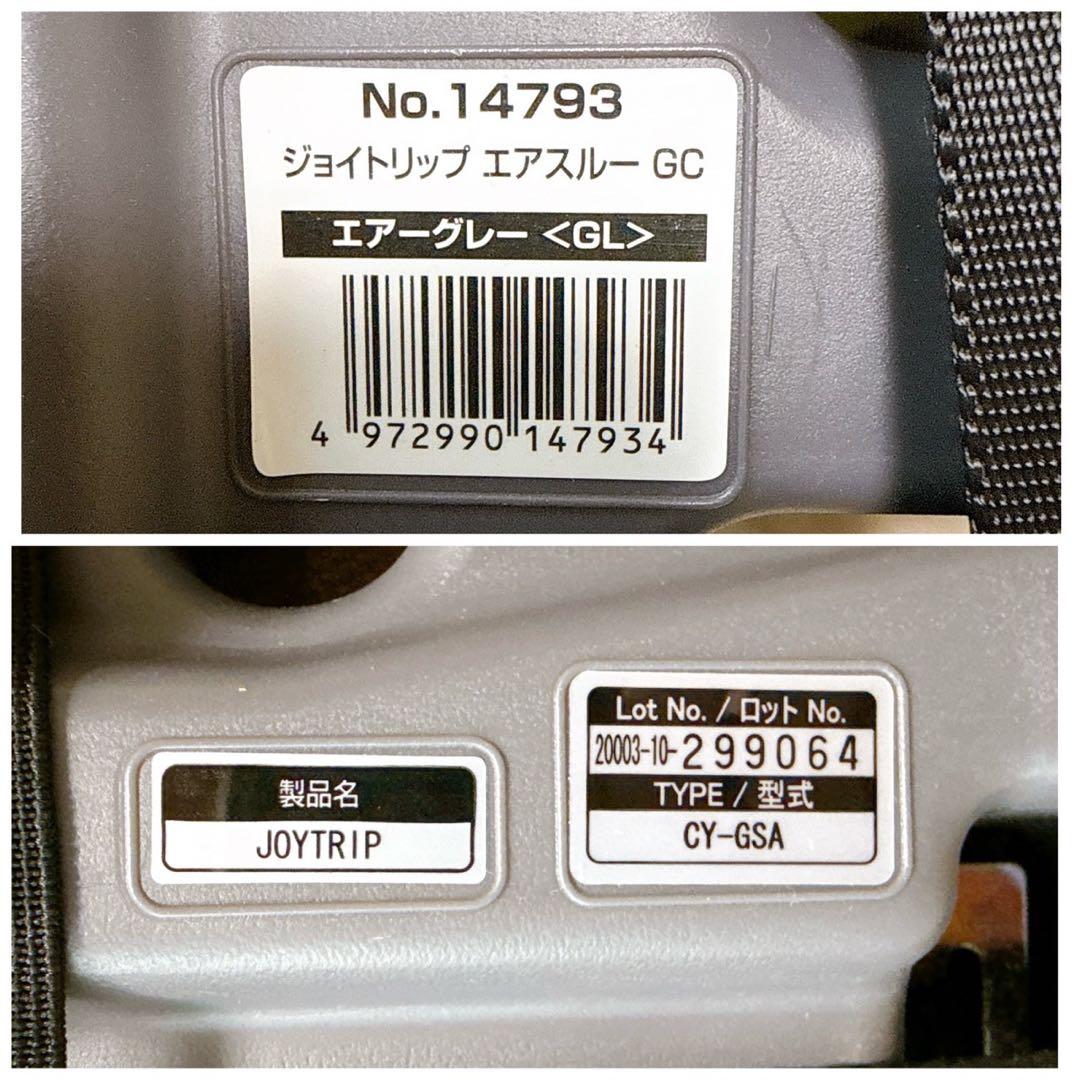 No.14793
ジョイトリップ エアスルー GC
エアーグレー <GL>
4 972990 147934
製品名
JOYTRIP
Lot No. / ロット No.
20003-10-299064
TYPE / 型式
CY-GSA